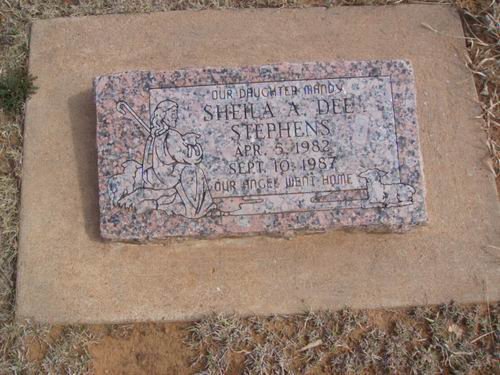 OUR DAUGHTER MANDY
SHEILA A. DEE
STEPHENS
APR. 5, 1982
SEPT. 10, 1987
OUR ANGEL WENT HOME